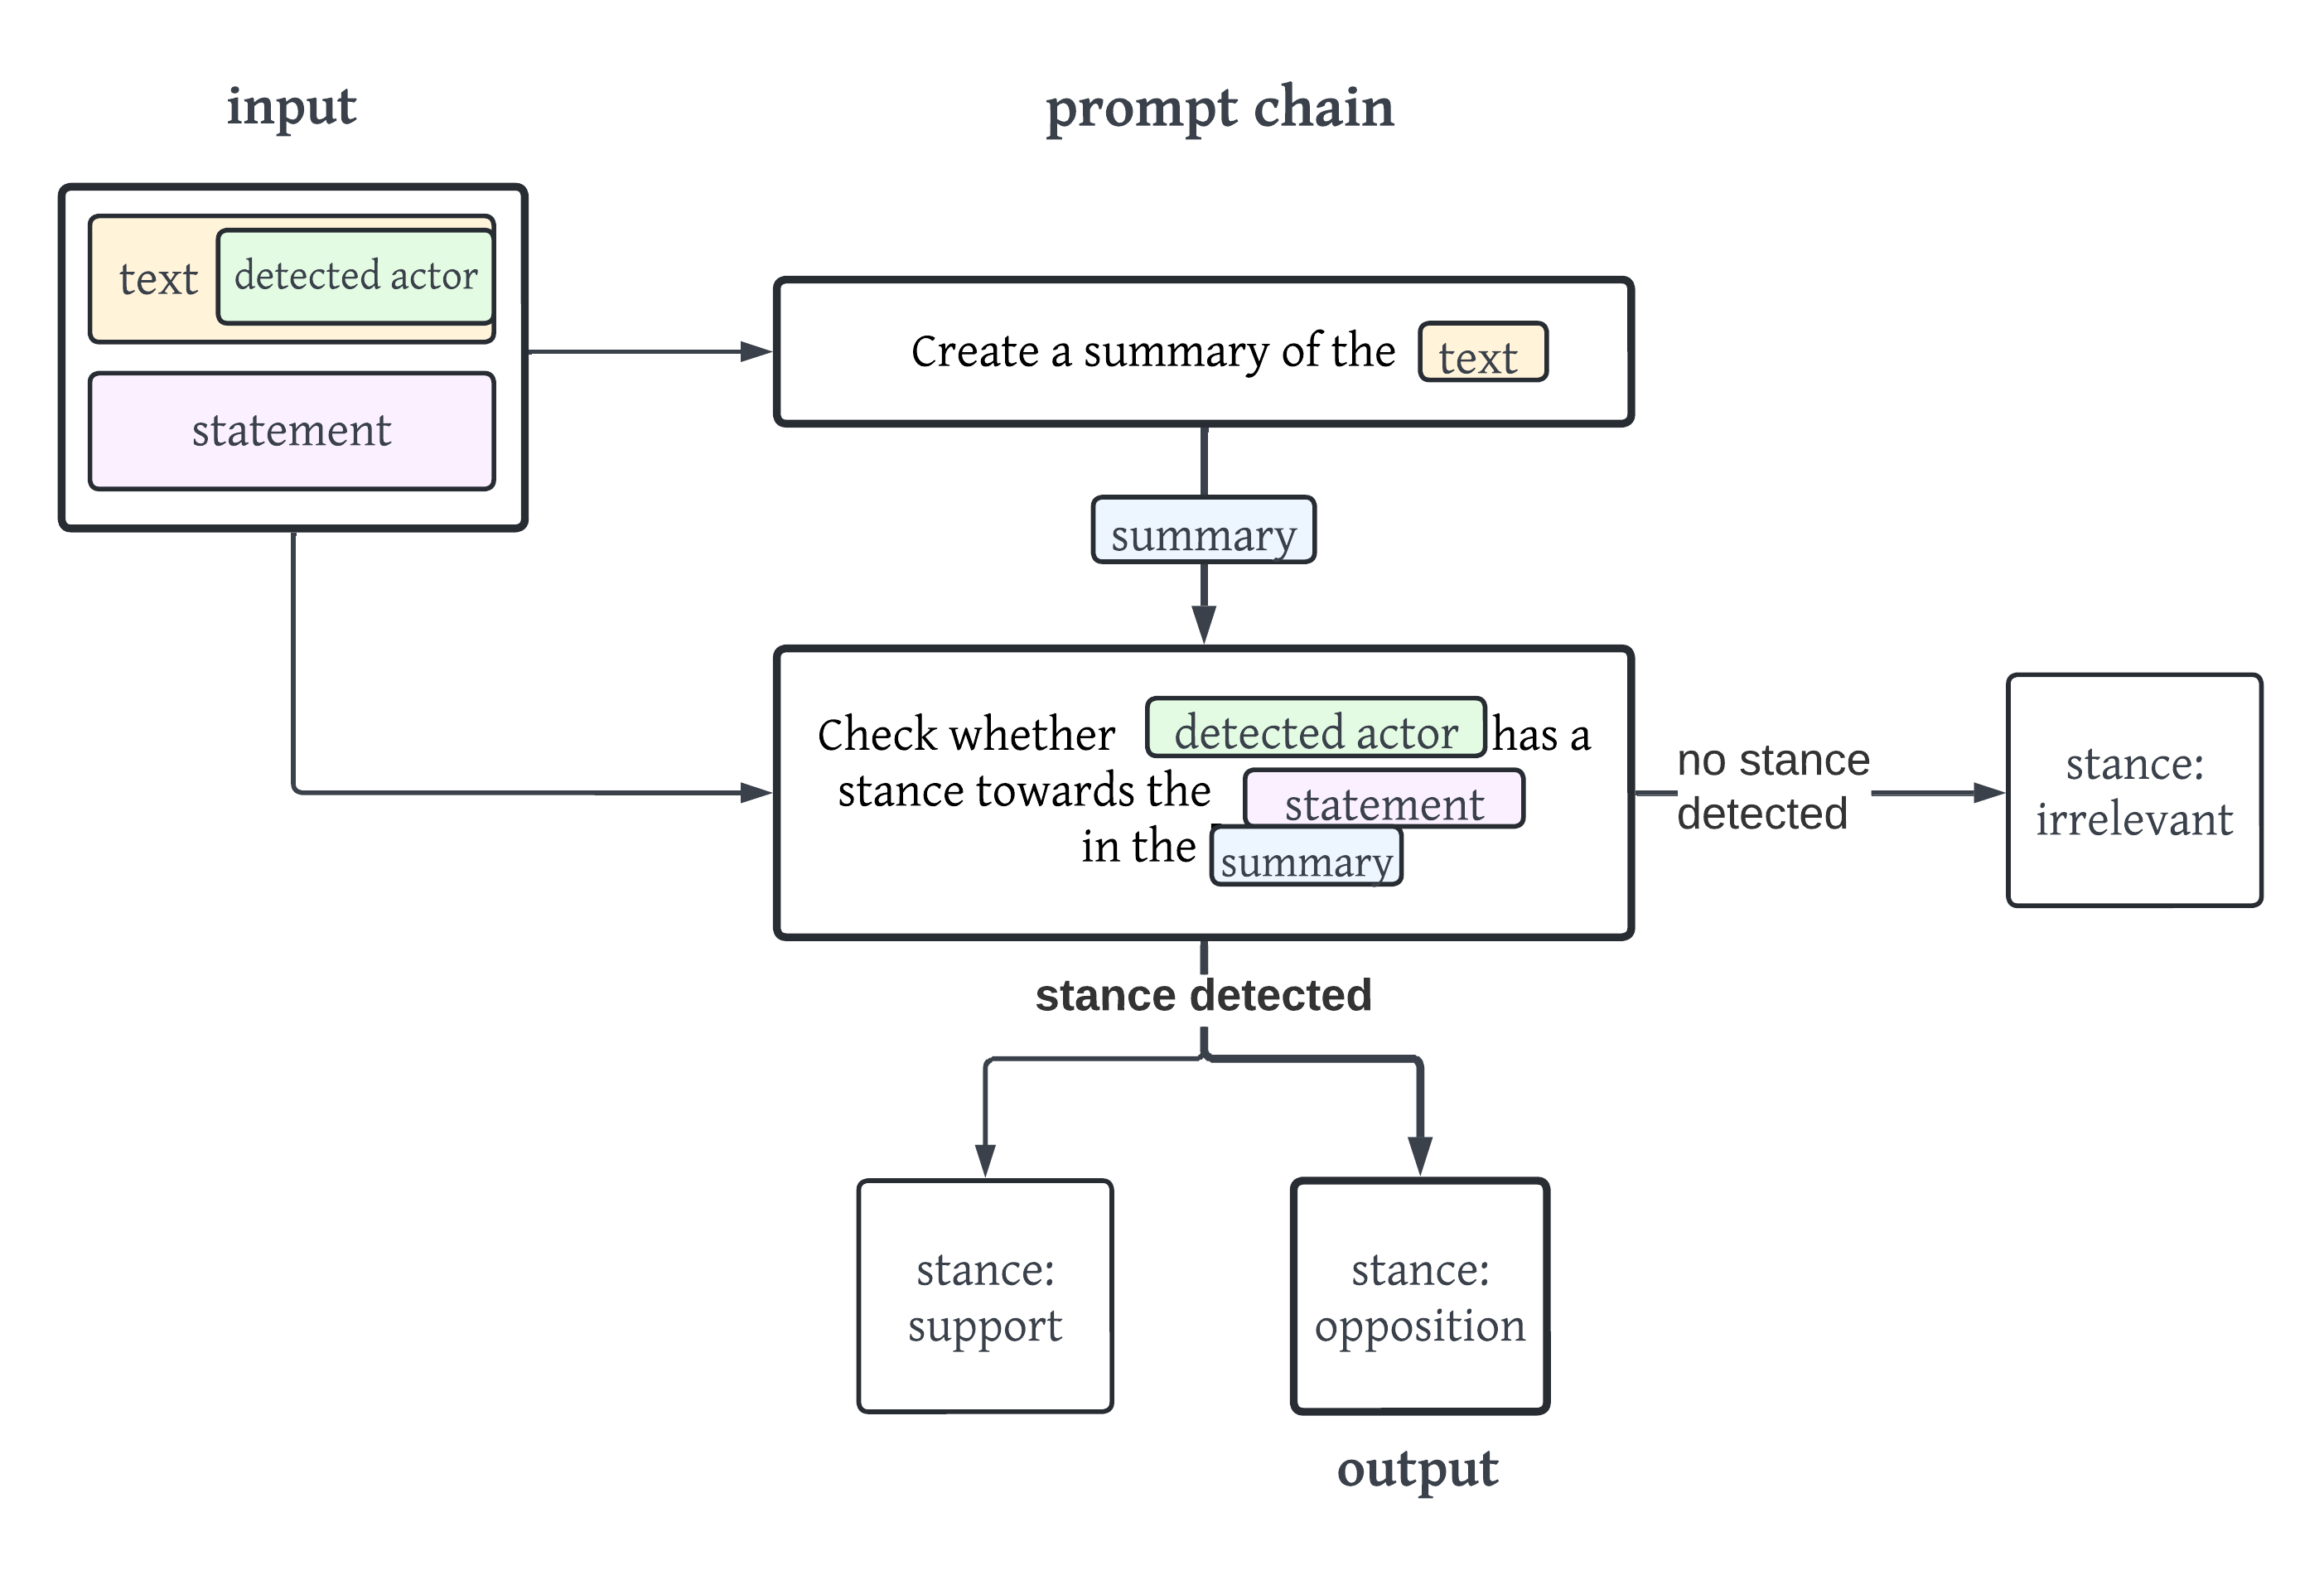 input
prompt chain
text detected actor
statement
Create a summary of the text
summary
Check whether detected actor has a
stance towards the statement
in the summary
no stance
detected
stance:
irrelevant
stance detected
stance:
support
stance:
opposition
output